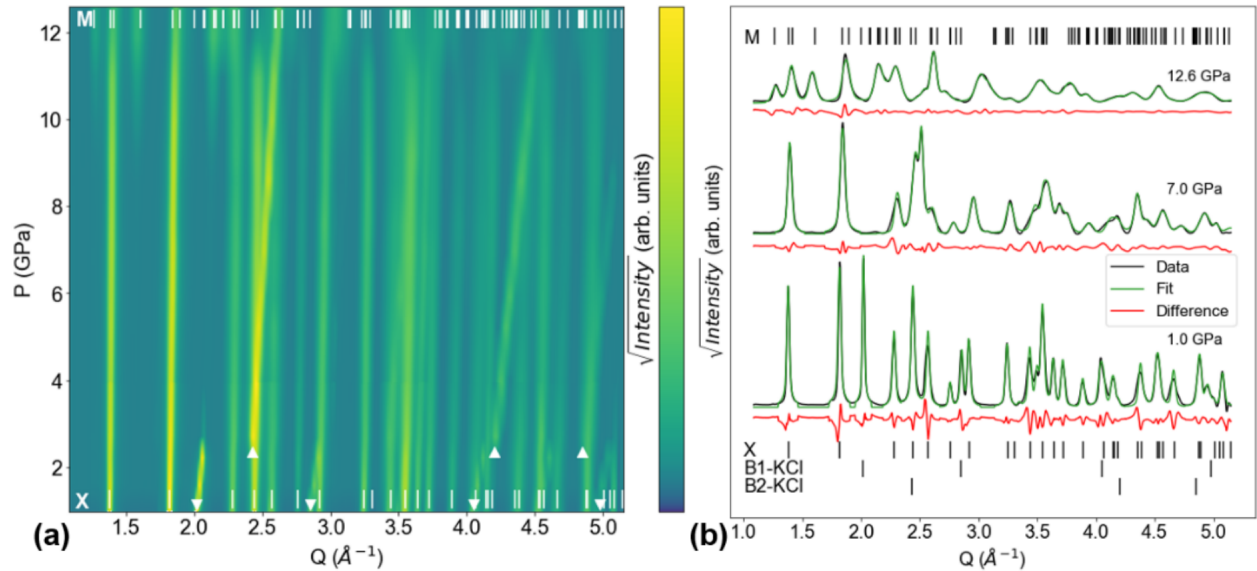 M
12
10
8
6
4
2
X
P (GPa)
1.5 2.0 2.5 3.0 3.5 4.0 4.5 5.0
Q (Å⁻¹)
(a)
√Intensity (arb. units)
√Intensity (arb. units)
M
12.6 GPa
7.0 GPa
Data
Fit
Difference
1.0 GPa
X
B1-KCl
B2-KCl
1.0 1.5 2.0 2.5 3.0 3.5 4.0 4.5 5.0
Q (Å⁻¹)
(b)